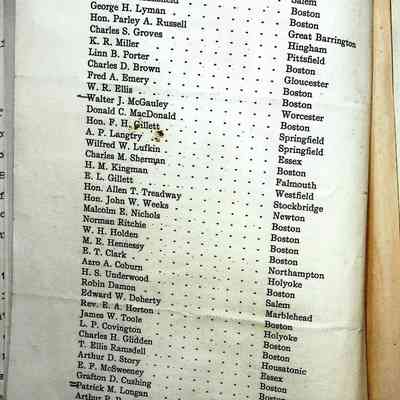 Salem
Boston
George H. Lyman Boston
Hon. Parley A. Russell Great Barrington
Charles S. Groves Hingham
K. R. Miller Pittsfield
Linn B. Porter Boston
Charles D. Brown Gloucester
Fred A. Emery Boston
W. R. Ellis Boston
Walter J. McGauley Worcester
Donald C. MacDonald Boston
Hon. F. H. Gillett Springfield
A. P. Langtry Springfield
Wilfred W. Lufkin Essex
Charles M. Sherman Boston
H. M. Kingman Falmouth
E. L. Gillett Westfield
Hon. Allen T. Treadway Stockbridge
Hon. John W. Weeks Newton
Malcolm E. Nichols Boston
Norman Ritchie Boston
W. H. Holden Boston
M. R. Hennessy Boston
E. T. Clark Northampton
Azro A. Coburn Holyoke
H. S. Underwood Boston
Robin Damon Salem
Edward W. Doherty Marblehead
Rev. E. A. Horton Boston
James W. Toole Holyoke
L. P. Covington Boston
Charles H. Glidden Boston
T. Ellis Ramsdell Housatonic
Arthur D. Story Essex
E. F. McSweeney Boston
Grafton D. Cushing Boston
Patrick M. Longan
Arthur P.